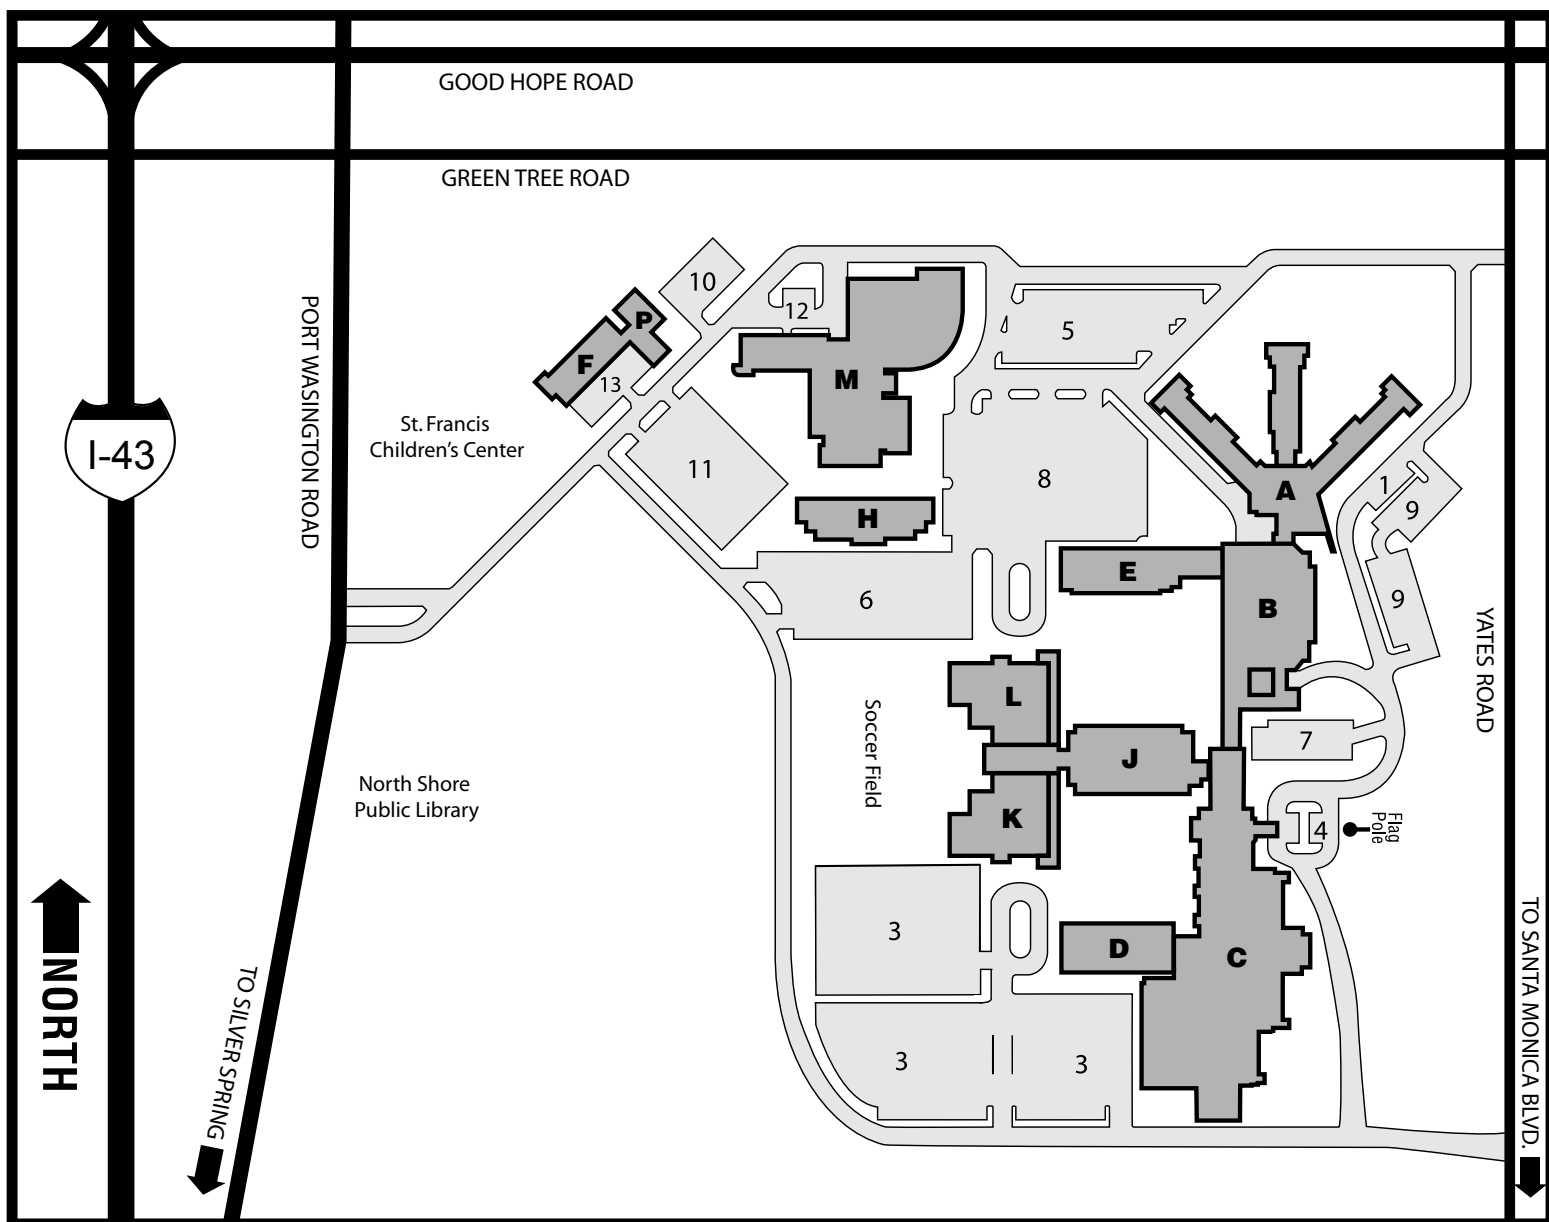 GOOD HOPE ROAD
GREEN TREE ROAD
PORT WASINGTON ROAD
I-43
10
12
5
P
F
13
M
St. Francis
Children's Center
11
8
A
1
9
H
E
6
B
9
YATES ROAD
L
Soccer Field
7
J
North Shore
Public Library
K
4
Flag
Pole
3
D
C
NORTH
TO SILVER SPRING
3
3
TO SANTA MONICA BLVD.